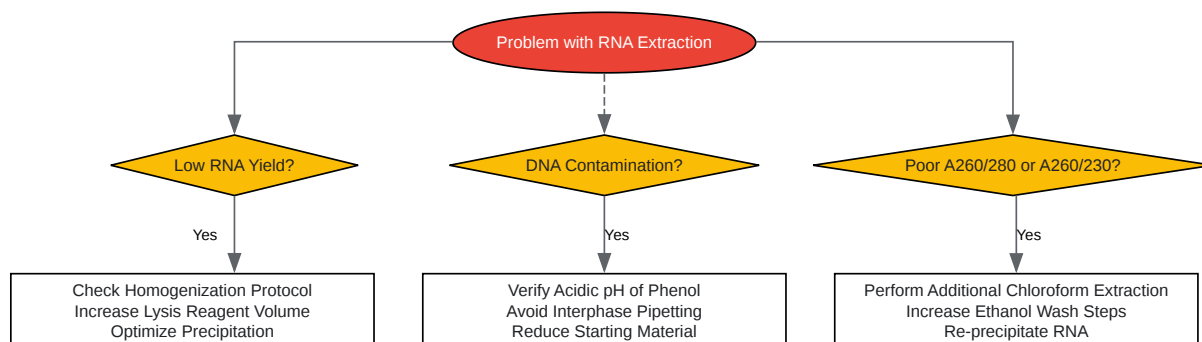 Problem with RNA Extraction
Low RNA Yield?
DNA Contamination?
Poor A260/280 or A260/230?
Yes
Yes
Yes
Check Homogenization Protocol
Increase Lysis Reagent Volume
Optimize Precipitation
Verify Acidic pH of Phenol
Avoid Interphase Pipetting
Reduce Starting Material
Perform Additional Chloroform Extraction
Increase Ethanol Wash Steps
Re-precipitate RNA